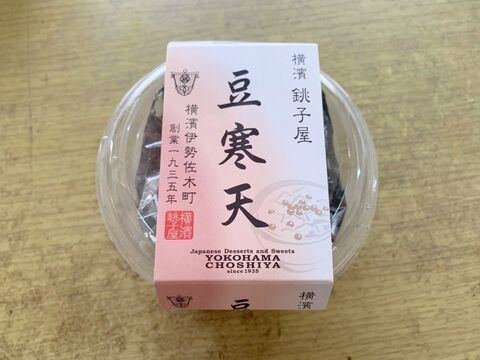 横濱 銚子屋
豆寒天
横濱伊勢佐木町
創業一九三五年
横濱
銚子屋
Japanese Desserts and Sweets
YOKOHAMA
CHOSHIYA
since 1935
横濱
豆寒